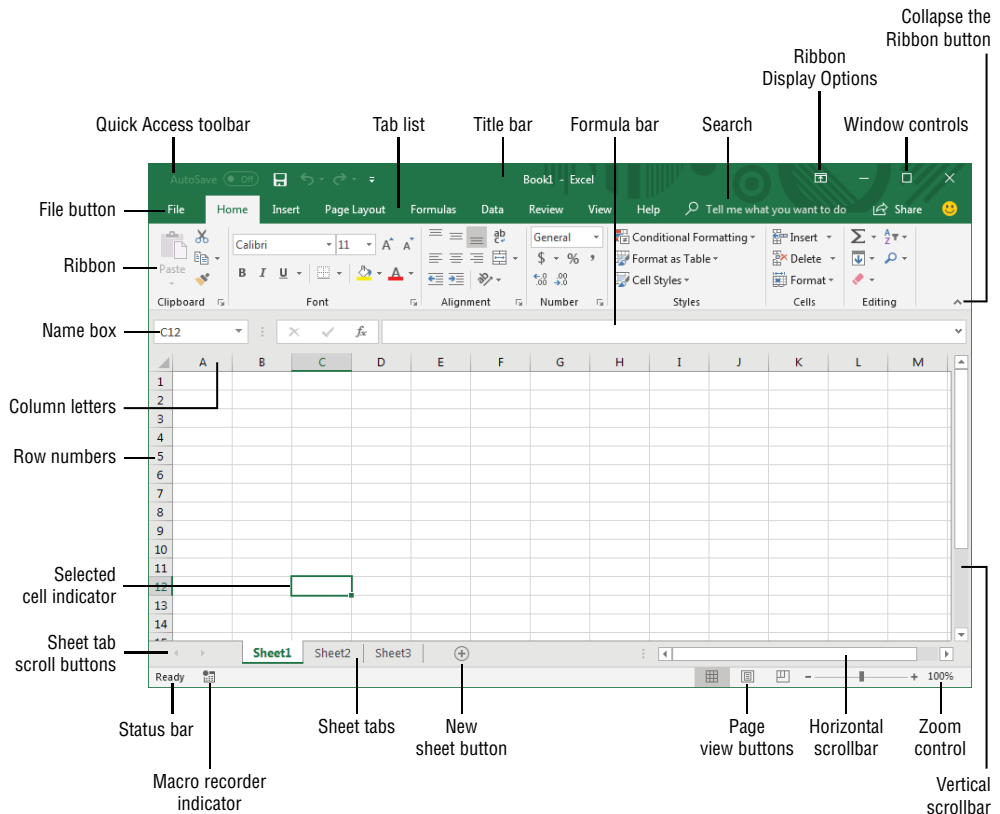 Collapse the
Ribbon button
Ribbon
Display Options
Quick Access toolbar
Tab list
Title bar
Formula bar
Search
Window controls
AutoSave Off
Book1 - Excel
File button
File Home Insert Page Layout Formulas Data Review View Help Tell me what you want to do Share
Ribbon
Paste
Calibri 11
A A
ab
c
General
Conditional Formatting
Insert
Σ
A
Z
B I U
A
$ % ,
Format as Table
Delete
←.0 .00
.00 →.0
Cell Styles
Format
Clipboard Font Alignment Number Styles Cells Editing
Name box
C12
fx
A B C D E F G H I J K L M
Column letters
Row numbers
1
2
3
4
5
6
7
8
9
10
11
12
13
14
15
Selected
cell indicator
Sheet tab
scroll buttons
Sheet1 Sheet2 Sheet3
Ready
- + 100%
Status bar
Sheet tabs
New
sheet button
Page
view buttons
Horizontal
scrollbar
Zoom
control
Macro recorder
indicator
Vertical
scrollbar